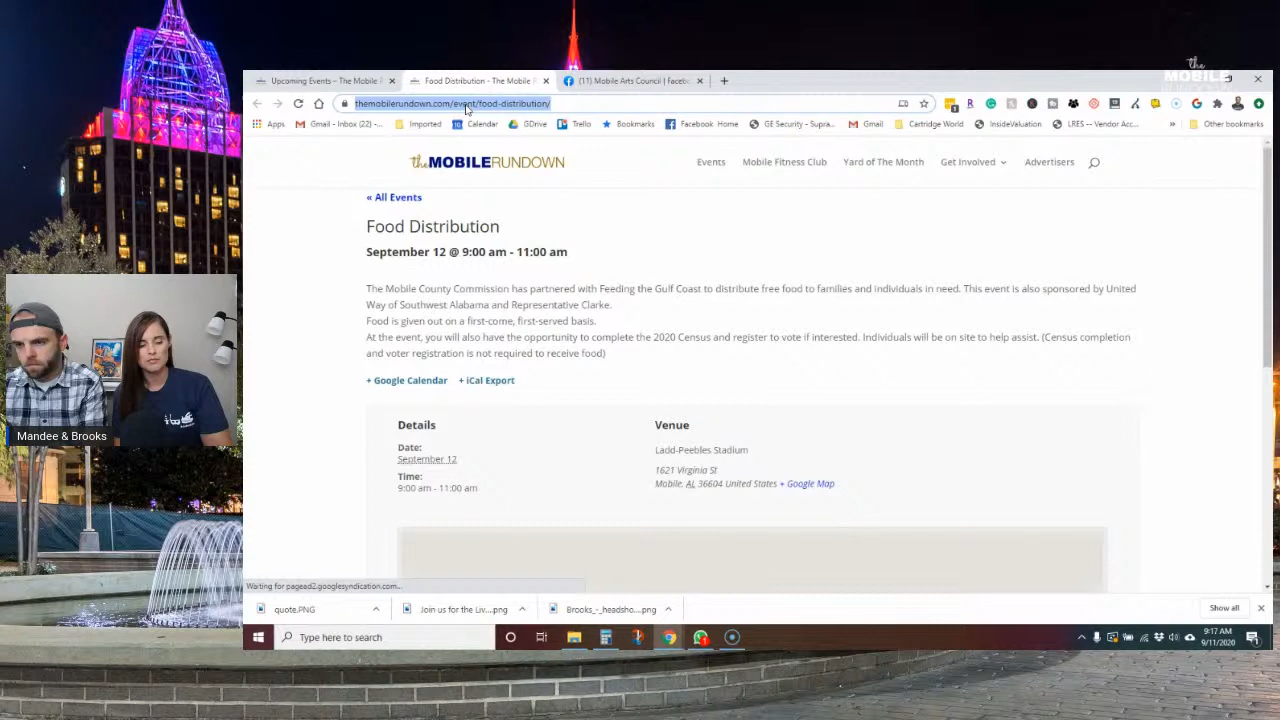 the
MOBILE
Upcoming Events – The Mobile
Food Distribution - The Mobile
(11) Mobile Arts Council | Faceb
themobilerundown.com/event/food-distribution/
Apps
Gmail - Inbox (22) -...
Imported
Calendar
GDrive
Trello
Bookmarks
Facebook Home
GE Security - Supra...
Gmail
Cartridge World
InsideValuation
LRES -- Vendor Acc...
»
Other bookmarks
the MOBILERUNDOWN
Events
Mobile Fitness Club
Yard of The Month
Get Involved
Advertisers
« All Events
Food Distribution
September 12 @ 9:00 am - 11:00 am
The Mobile County Commission has partnered with Feeding the Gulf Coast to distribute free food to families and individuals in need. This event is also sponsored by United
Way of Southwest Alabama and Representative Clarke.
Food is given out on a first-come, first-served basis.
At the event, you will also have the opportunity to complete the 2020 Census and register to vote if interested. Individuals will be on site to help assist. (Census completion
and voter registration is not required to receive food)
+ Google Calendar
+ iCal Export
Details
Venue
Date:
September 12
Time:
9:00 am - 11:00 am
Ladd-Peebles Stadium
1621 Virginia St
Mobile, AL 36604 United States + Google Map
Mandee & Brooks
Waiting for pagead2.googlesyndication.com...
quote.PNG
Join us for the Liv....png
Brooks_-_headsho....png
Show all
Type here to search
9:17 AM
9/11/2020